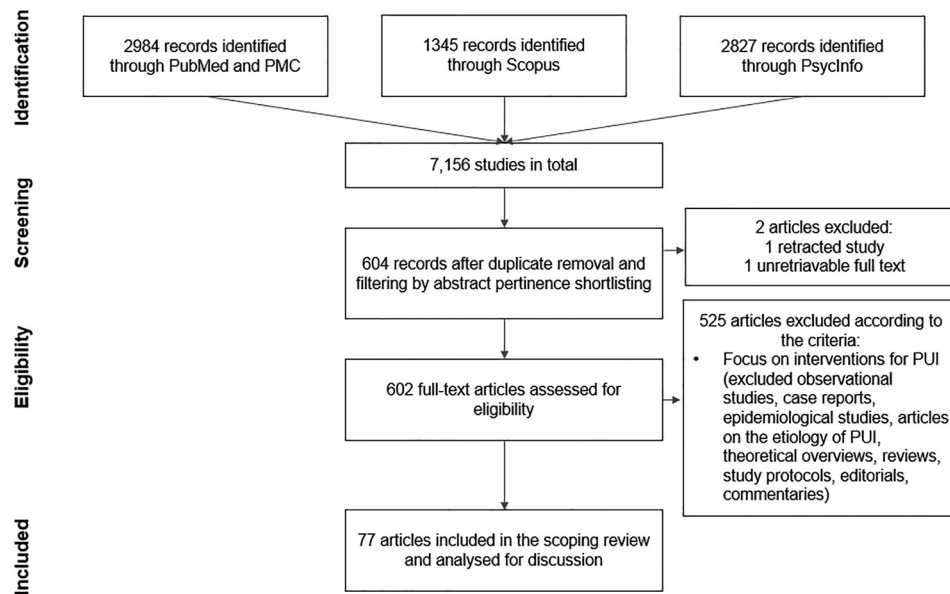 Identification
2984 records identified
through PubMed and PMC
1345 records identified
through Scopus
2827 records identified
through PsycInfo
7,156 studies in total
Screening
604 records after duplicate removal and
filtering by abstract pertinence shortlisting
2 articles excluded:
1 retracted study
1 unretriavable full text
Eligibility
602 full-text articles assessed for
eligibility
525 articles excluded according to
the criteria:
• Focus on interventions for PUI
(excluded observational
studies, case reports,
epidemiological studies, articles
on the etiology of PUI,
theoretical overviews, reviews,
study protocols, editorials,
commentaries)
Included
77 articles included in the scoping review
and analysed for discussion